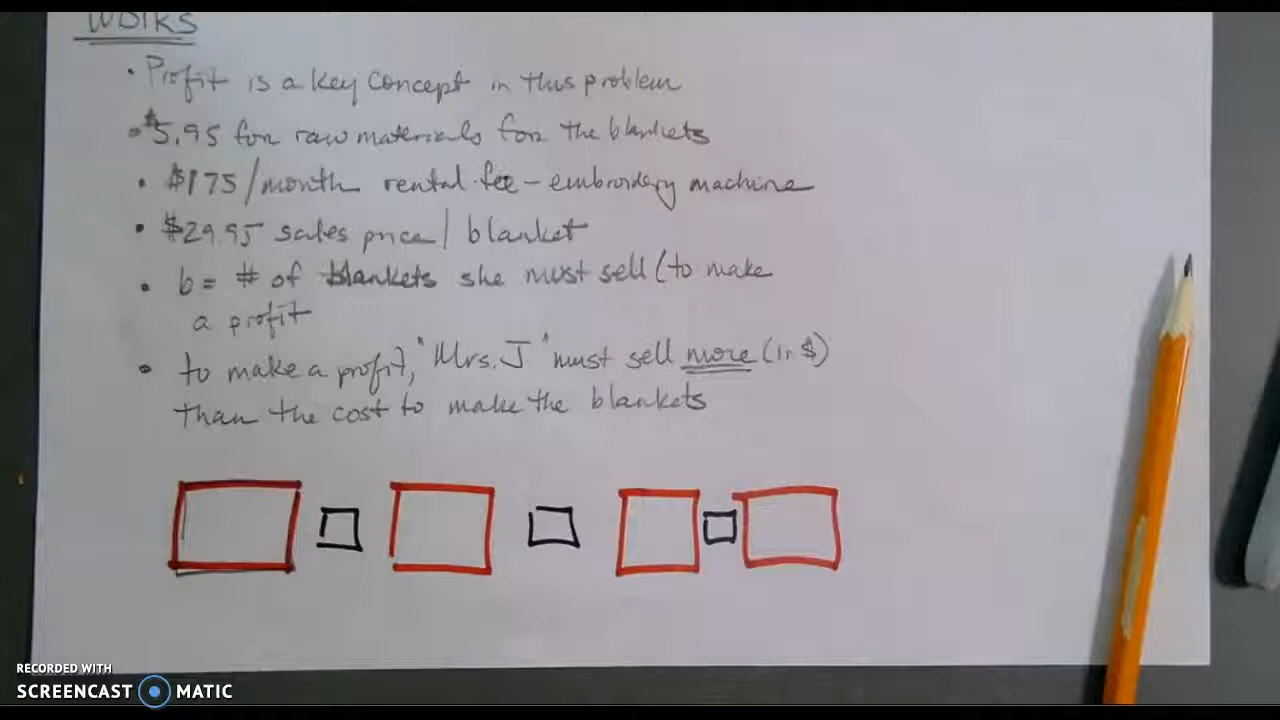 • Profit is a key concept in this problem
• $5.95 for raw materials for the blankets
• $175/month rental fee – embroidery machine
• $29.95 sales price/blanket
• b = # of blankets she must sell (to make
a profit
• to make a profit, "Mrs. J" must sell more (in $)
than the cost to make the blankets
RECORDED WITH
SCREENCAST MATIC